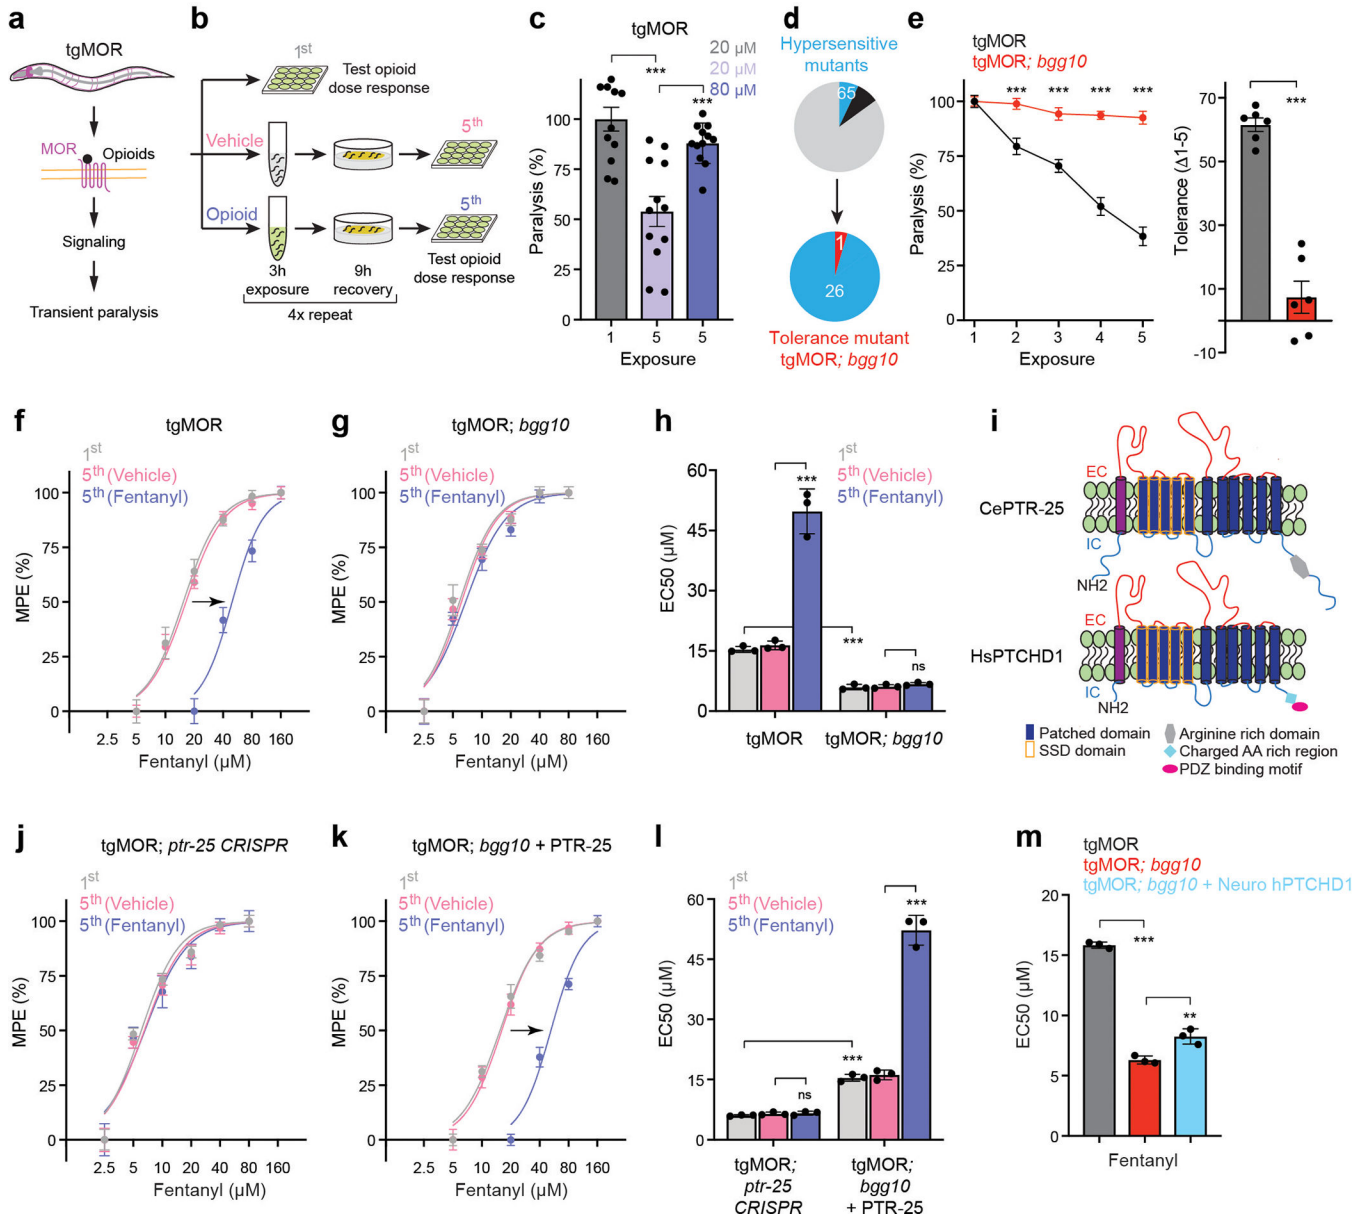 a
tgMOR
MOR
Opioids
Signaling
Transient paralysis
b
1st
Test opioid
dose response
Vehicle
5th
Opioid
5th
3h
exposure
9h
recovery
Test opioid
dose response
4x repeat
c
tgMOR
20 µM
20 µM
80 µM
***
***
Paralysis (%)
100
75
50
25
0
1
5
5
Exposure
d
Hypersensitive
mutants
65
1
26
Tolerance mutant
tgMOR; bgg10
e
tgMOR
tgMOR; bgg10
*** *** *** ***
Paralysis (%)
100
75
50
25
0
1 2 3 4 5
Exposure
***
Tolerance (Δ1-5)
70
50
30
10
-10
f
tgMOR
1st
5th (Vehicle)
5th (Fentanyl)
MPE (%)
100
75
50
25
0
2.5 5 10 20 40 80 160
Fentanyl (µM)
g
tgMOR; bgg10
1st
5th (Vehicle)
5th (Fentanyl)
MPE (%)
100
75
50
25
0
2.5 5 10 20 40 80 160
Fentanyl (µM)
h
1st
5th (Vehicle)
5th (Fentanyl)
***
***
ns
EC50 (µM)
60
45
30
15
0
tgMOR
tgMOR; bgg10
i
EC
CePTR-25
IC
NH2
EC
HsPTCHD1
IC
NH2
Patched domain
SSD domain
Arginine rich domain
Charged AA rich region
PDZ binding motif
j
tgMOR; ptr-25 CRISPR
1st
5th (Vehicle)
5th (Fentanyl)
MPE (%)
100
75
50
25
0
2.5 5 10 20 40 80 160
Fentanyl (µM)
k
tgMOR; bgg10 + PTR-25
1st
5th (Vehicle)
5th (Fentanyl)
MPE (%)
100
75
50
25
0
2.5 5 10 20 40 80 160
Fentanyl (µM)
l
1st
5th (Vehicle)
5th (Fentanyl)
***
***
ns
EC50 (µM)
60
45
30
15
0
tgMOR;
ptr-25
CRISPR
tgMOR;
bgg10
+ PTR-25
m
tgMOR
tgMOR; bgg10
tgMOR; bgg10 + Neuro hPTCHD1
***
**
EC50 (µM)
20
15
10
5
0
Fentanyl